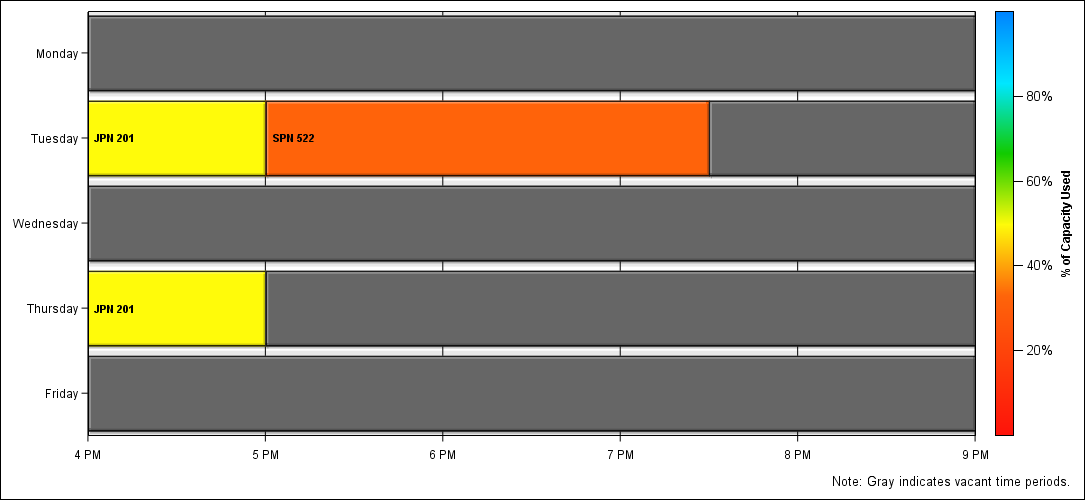 Monday
Tuesday
JPN 201
SPN 522
Wednesday
Thursday
JPN 201
Friday
4 PM
5 PM
6 PM
7 PM
8 PM
9 PM
80%
60%
40%
20%
% of Capacity Used
Note: Gray indicates vacant time periods.